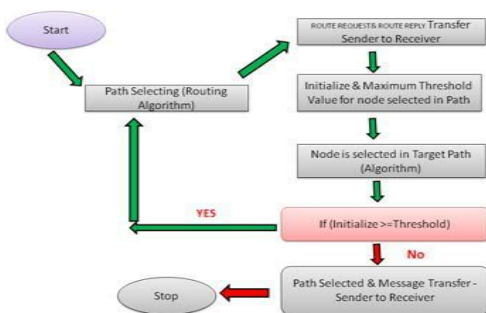 Start
ROUTE REQUEST & ROUTE REPLY Transfer
Sender to Receiver
Path Selecting (Routing
Algorithm)
Initialize & Maximum Threshold
Value for node selected in Path
Node is selected in Target Path
(Algorithm)
YES
If (Initialize >=Threshold)
No
Path Selected & Message Transfer -
Sender to Receiver
Stop